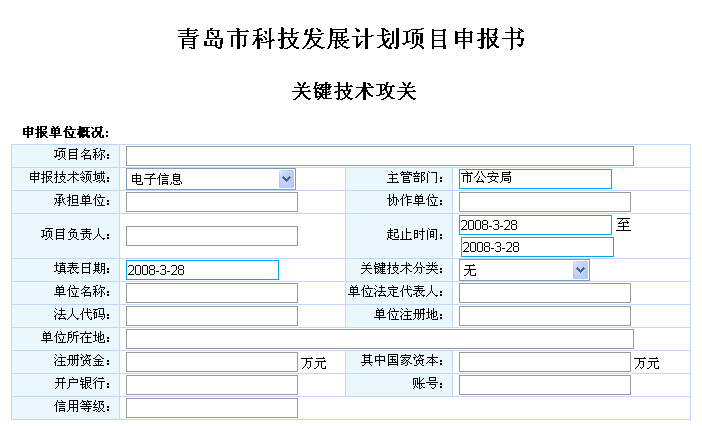 青岛市科技发展计划项目申报书
关键技术攻关
申报单位概况:
项目名称:
申报技术领域: 电子信息 主管部门: 市公安局
承担单位: 协作单位:
项目负责人: 起止时间: 2008-3-28 至
2008-3-28
填表日期: 2008-3-28 关键技术分类: 无
单位名称: 单位法定代表人:
法人代码: 单位注册地:
单位所在地:
注册资金: 万元 其中国家资本: 万元
开户银行: 账号:
信用等级: